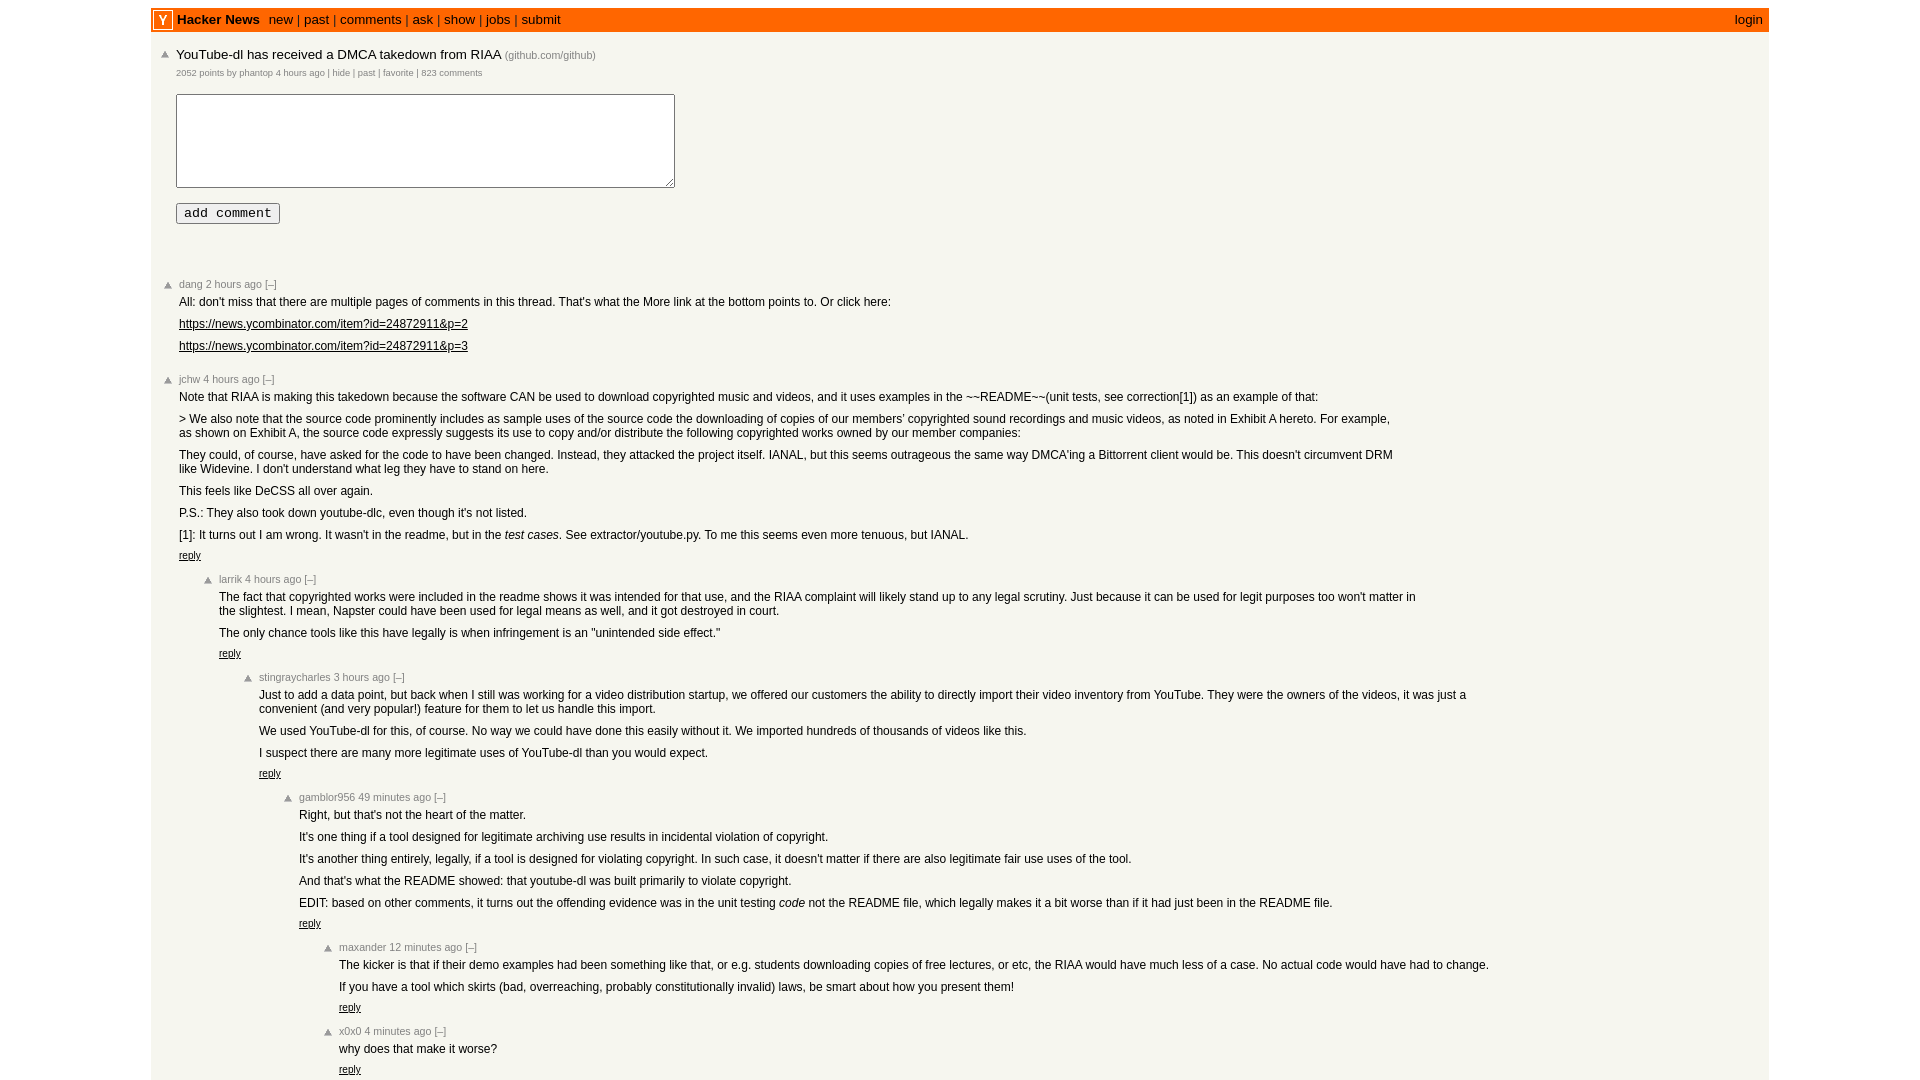 Y Hacker News new | past | comments | ask | show | jobs | submit login
YouTube-dl has received a DMCA takedown from RIAA (github.com/github)
2052 points by phantop 4 hours ago | hide | past | favorite | 823 comments
add comment
dang 2 hours ago [–]
All: don't miss that there are multiple pages of comments in this thread. That's what the More link at the bottom points to. Or click here:
https://news.ycombinator.com/item?id=24872911&p=2
https://news.ycombinator.com/item?id=24872911&p=3
jchw 4 hours ago [–]
Note that RIAA is making this takedown because the software CAN be used to download copyrighted music and videos, and it uses examples in the ~~README~~(unit tests, see correction[1]) as an example of that:
> We also note that the source code prominently includes as sample uses of the source code the downloading of copies of our members’ copyrighted sound recordings and music videos, as noted in Exhibit A hereto. For example,
as shown on Exhibit A, the source code expressly suggests its use to copy and/or distribute the following copyrighted works owned by our member companies:
They could, of course, have asked for the code to have been changed. Instead, they attacked the project itself. IANAL, but this seems outrageous the same way DMCA'ing a Bittorrent client would be. This doesn't circumvent DRM
like Widevine. I don't understand what leg they have to stand on here.
This feels like DeCSS all over again.
P.S.: They also took down youtube-dlc, even though it's not listed.
[1]: It turns out I am wrong. It wasn't in the readme, but in the test cases. See extractor/youtube.py. To me this seems even more tenuous, but IANAL.
reply
larrik 4 hours ago [–]
The fact that copyrighted works were included in the readme shows it was intended for that use, and the RIAA complaint will likely stand up to any legal scrutiny. Just because it can be used for legit purposes too won't matter in
the slightest. I mean, Napster could have been used for legal means as well, and it got destroyed in court.
The only chance tools like this have legally is when infringement is an "unintended side effect."
reply
stingraycharles 3 hours ago [–]
Just to add a data point, but back when I still was working for a video distribution startup, we offered our customers the ability to directly import their video inventory from YouTube. They were the owners of the videos, it was just a
convenient (and very popular!) feature for them to let us handle this import.
We used YouTube-dl for this, of course. No way we could have done this easily without it. We imported hundreds of thousands of videos like this.
I suspect there are many more legitimate uses of YouTube-dl than you would expect.
reply
gamblor956 49 minutes ago [–]
Right, but that's not the heart of the matter.
It's one thing if a tool designed for legitimate archiving use results in incidental violation of copyright.
It's another thing entirely, legally, if a tool is designed for violating copyright. In such case, it doesn't matter if there are also legitimate fair use uses of the tool.
And that's what the README showed: that youtube-dl was built primarily to violate copyright.
EDIT: based on other comments, it turns out the offending evidence was in the unit testing code not the README file, which legally makes it a bit worse than if it had just been in the README file.
reply
maxander 12 minutes ago [–]
The kicker is that if their demo examples had been something like that, or e.g. students downloading copies of free lectures, or etc, the RIAA would have much less of a case. No actual code would have had to change.
If you have a tool which skirts (bad, overreaching, probably constitutionally invalid) laws, be smart about how you present them!
reply
x0x0 4 minutes ago [–]
why does that make it worse?
reply